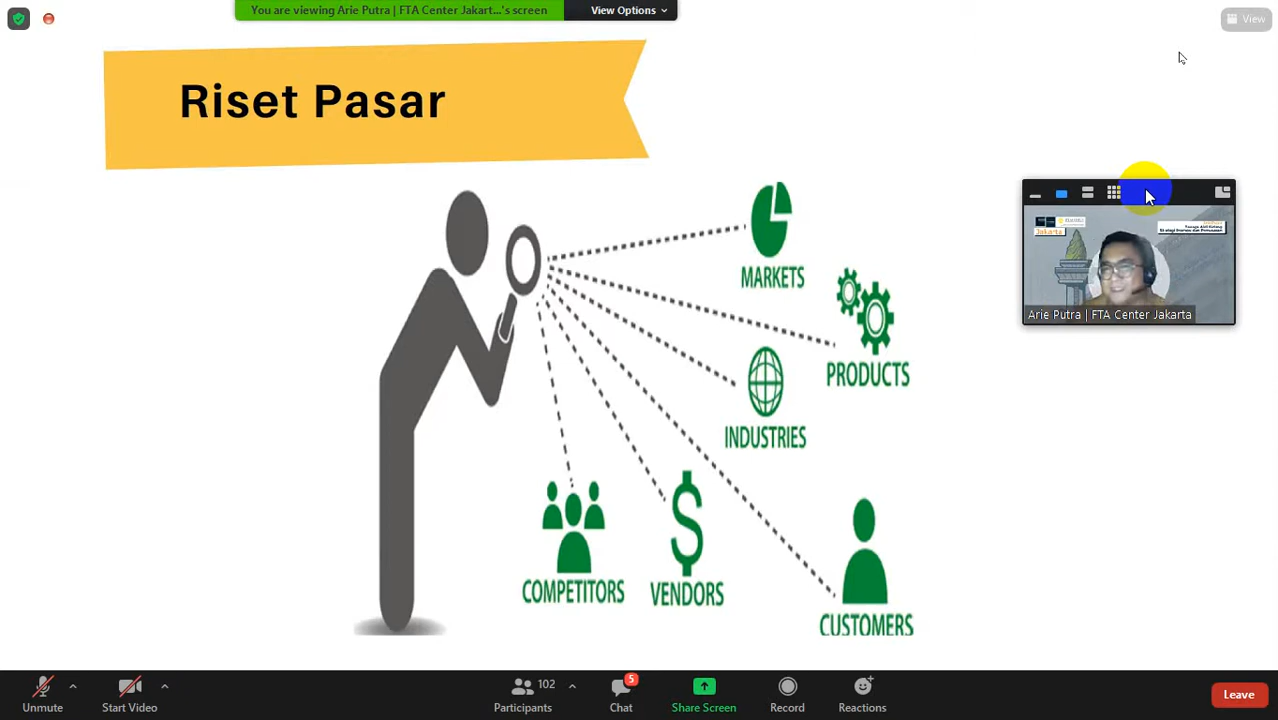 You are viewing Arie Putra | FTA Center Jakart...'s screen
View Options
View
Riset Pasar
MARKETS
PRODUCTS
INDUSTRIES
COMPETITORS
VENDORS
CUSTOMERS
Jakarta
Arie Putra | FTA Center Jakarta
Unmute
Start Video
102
Participants
5
Chat
Share Screen
Record
Reactions
Leave